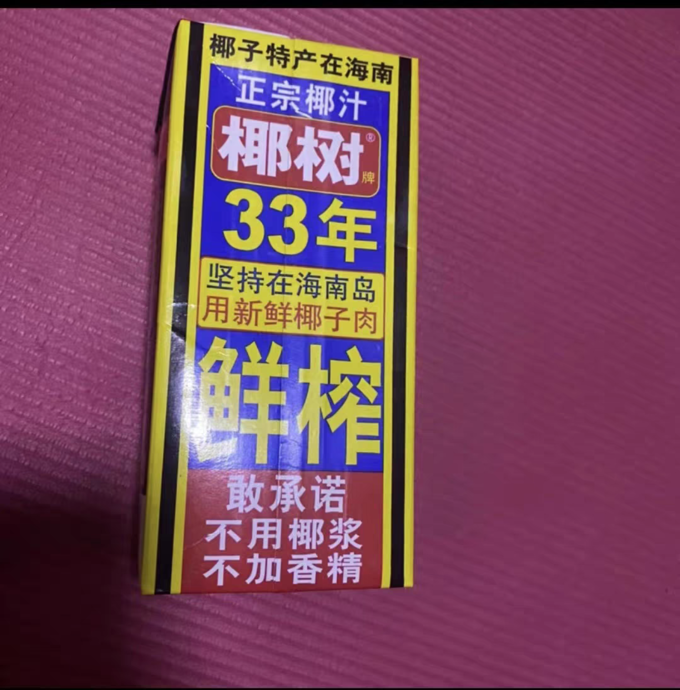 椰子特产在海南
正宗椰汁
椰树®
牌
33年
坚持在海南岛
用新鲜椰子肉
鲜榨
敢承诺
不用椰浆
不加香精